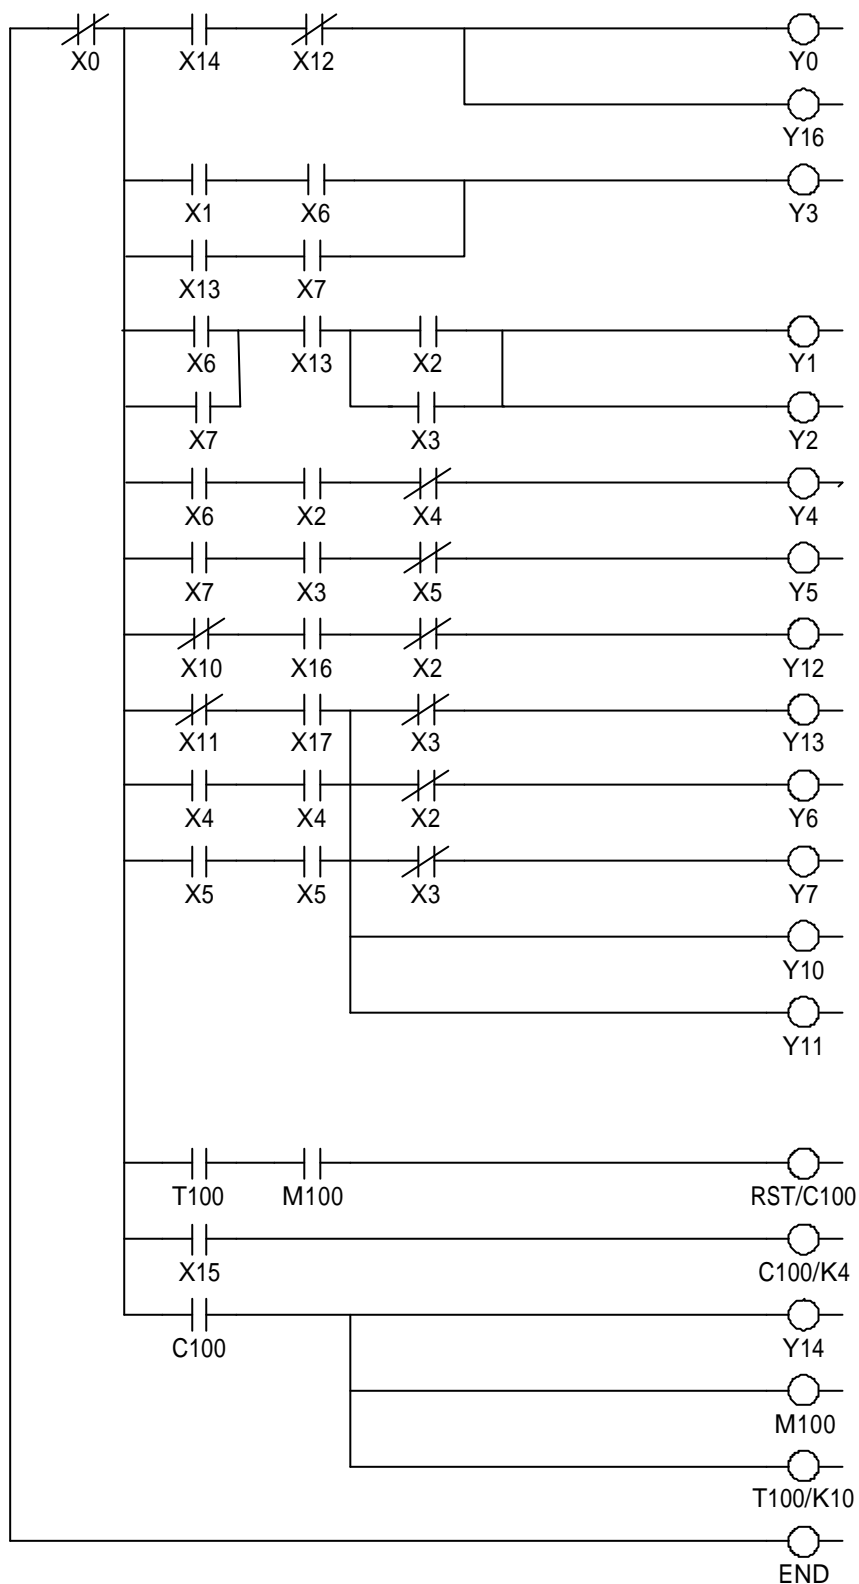 X0 X14 X12 Y0
Y16
X1 X6 Y3
X13 X7
X6 X13 X2 Y1
X7 X3 Y2
X6 X2 X4 Y4
X7 X3 X5 Y5
X10 X16 X2 Y12
X11 X17 X3 Y13
X4 X4 X2 Y6
X5 X5 X3 Y7
Y10
Y11
T100 M100 RST/C100
X15 C100/K4
C100 Y14
M100
T100/K10
END